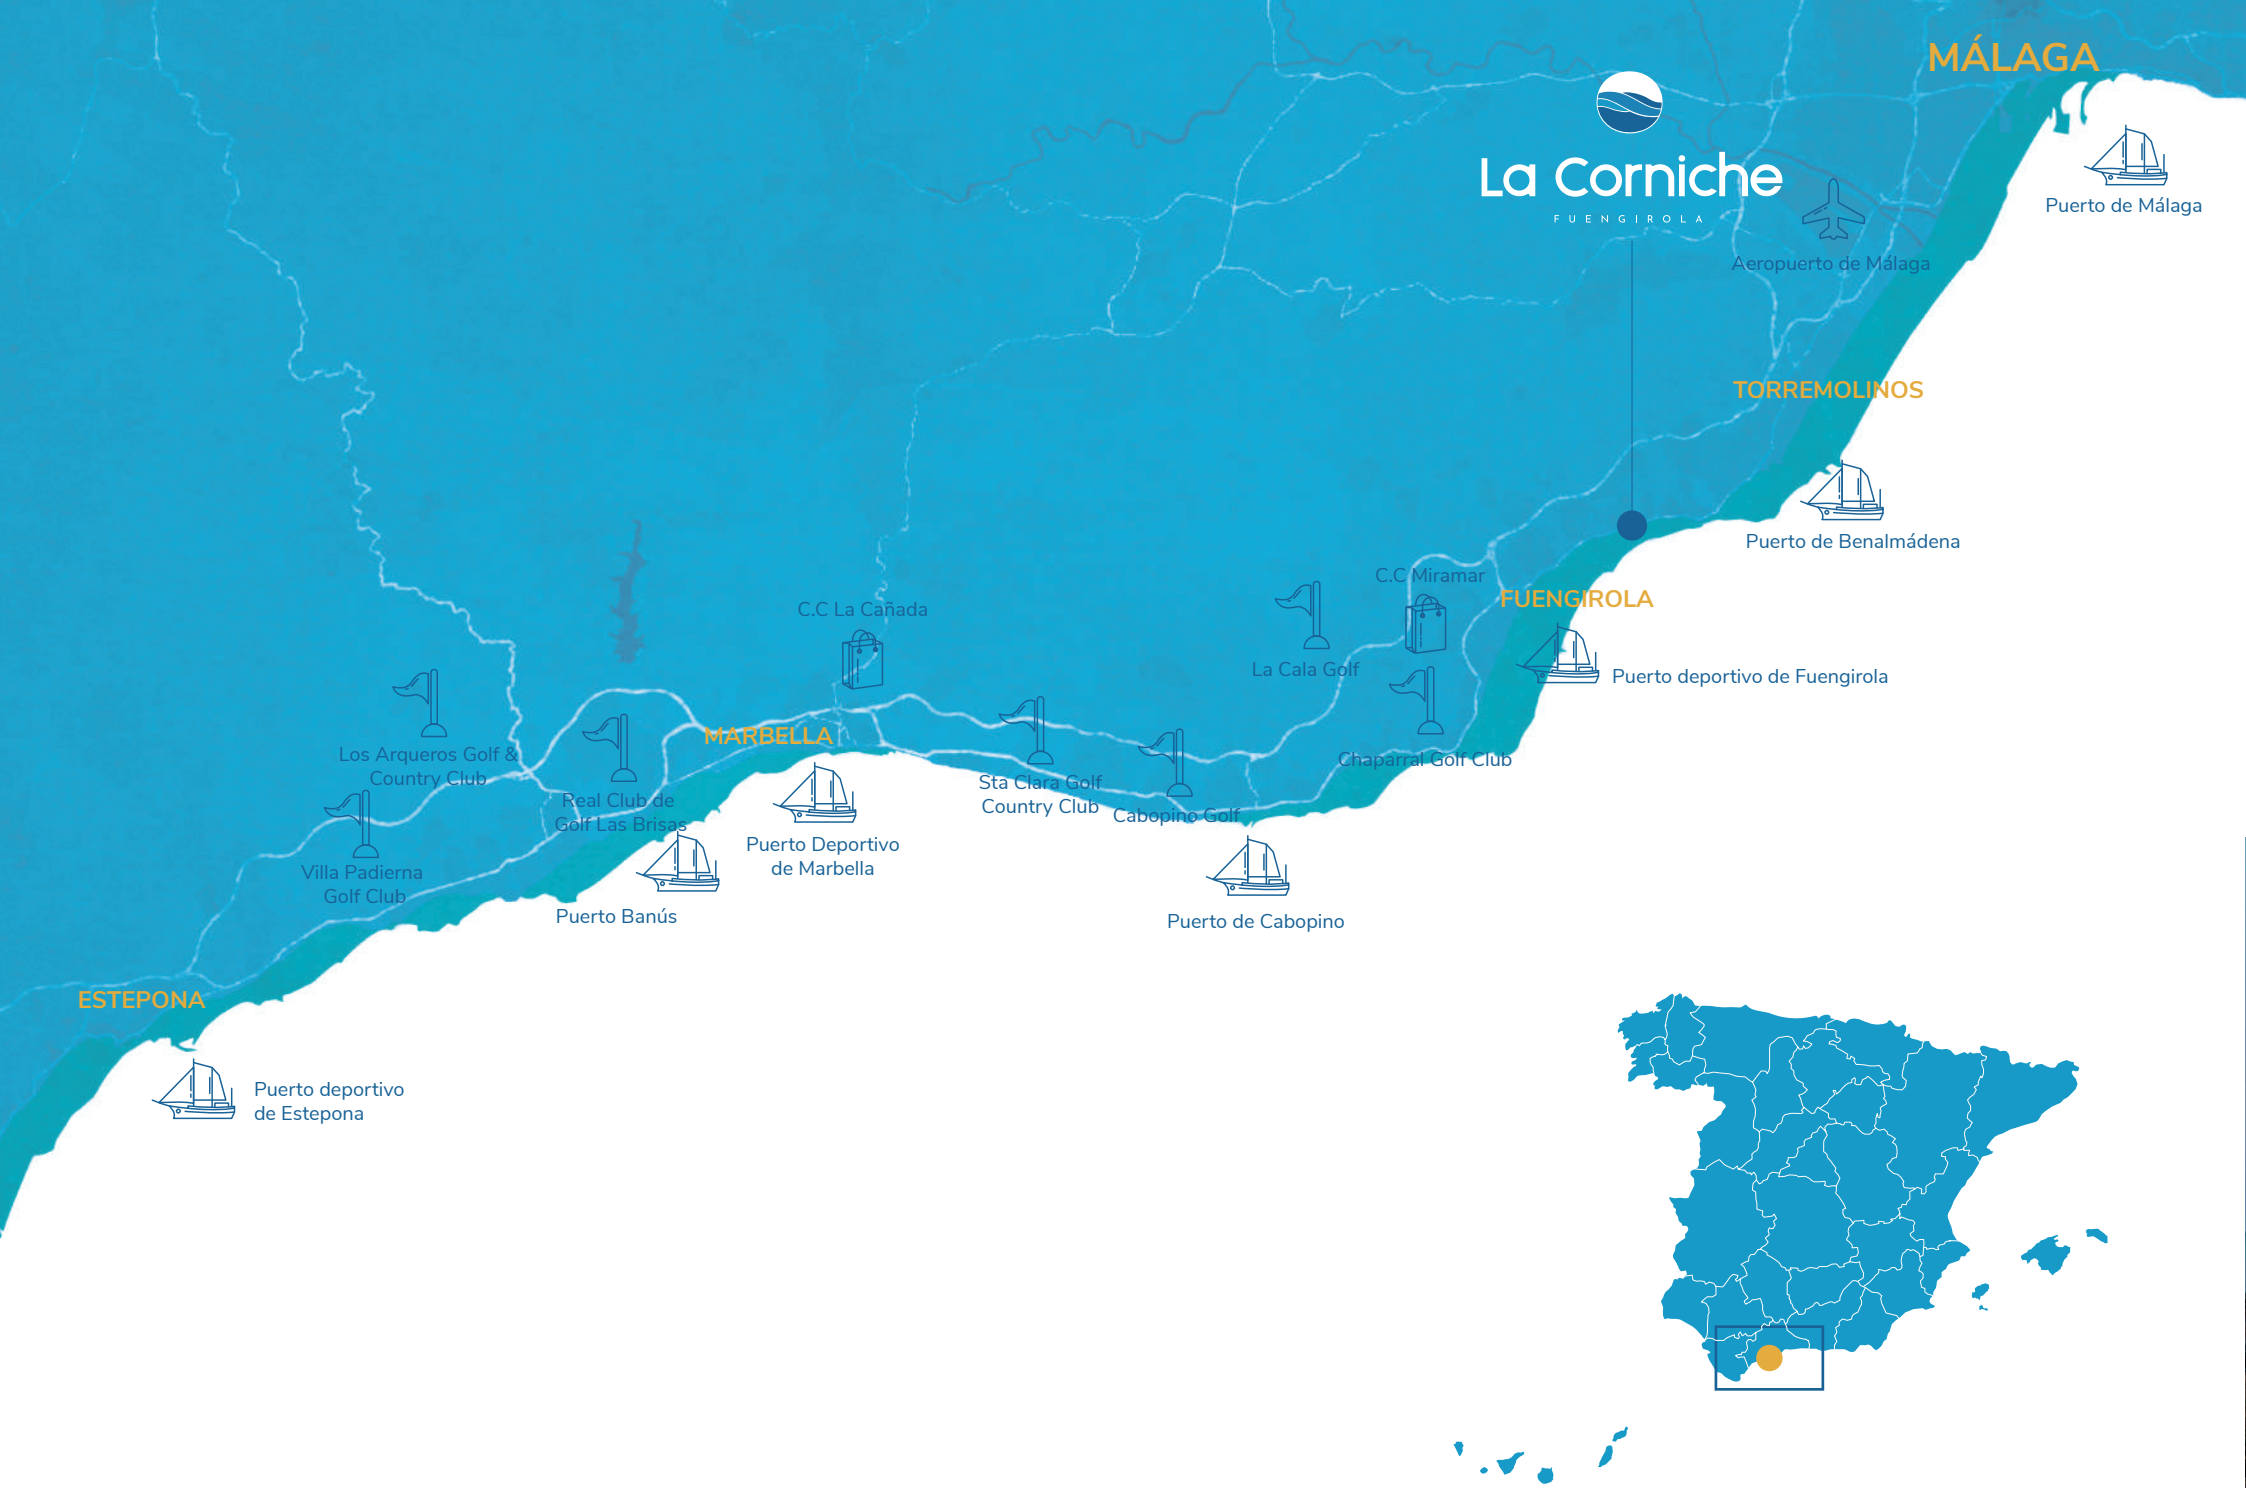 MÁLAGA
La Corniche
FUENGIROLA
Puerto de Málaga
Aeropuerto de Málaga
TORREMOLINOS
Puerto de Benalmádena
C.C Miramar
FUENGIROLA
C.C La Cañada
La Cala Golf
Puerto deportivo de Fuengirola
MARBELLA
Los Arqueros Golf &
Country Club
Chaparral Golf Club
Sta Clara Golf
Country Club
Cabopino Golf
Real Club de
Golf Las Brisas
Puerto Deportivo
de Marbella
Villa Padierna
Golf Club
Puerto Banús
Puerto de Cabopino
ESTEPONA
Puerto deportivo
de Estepona